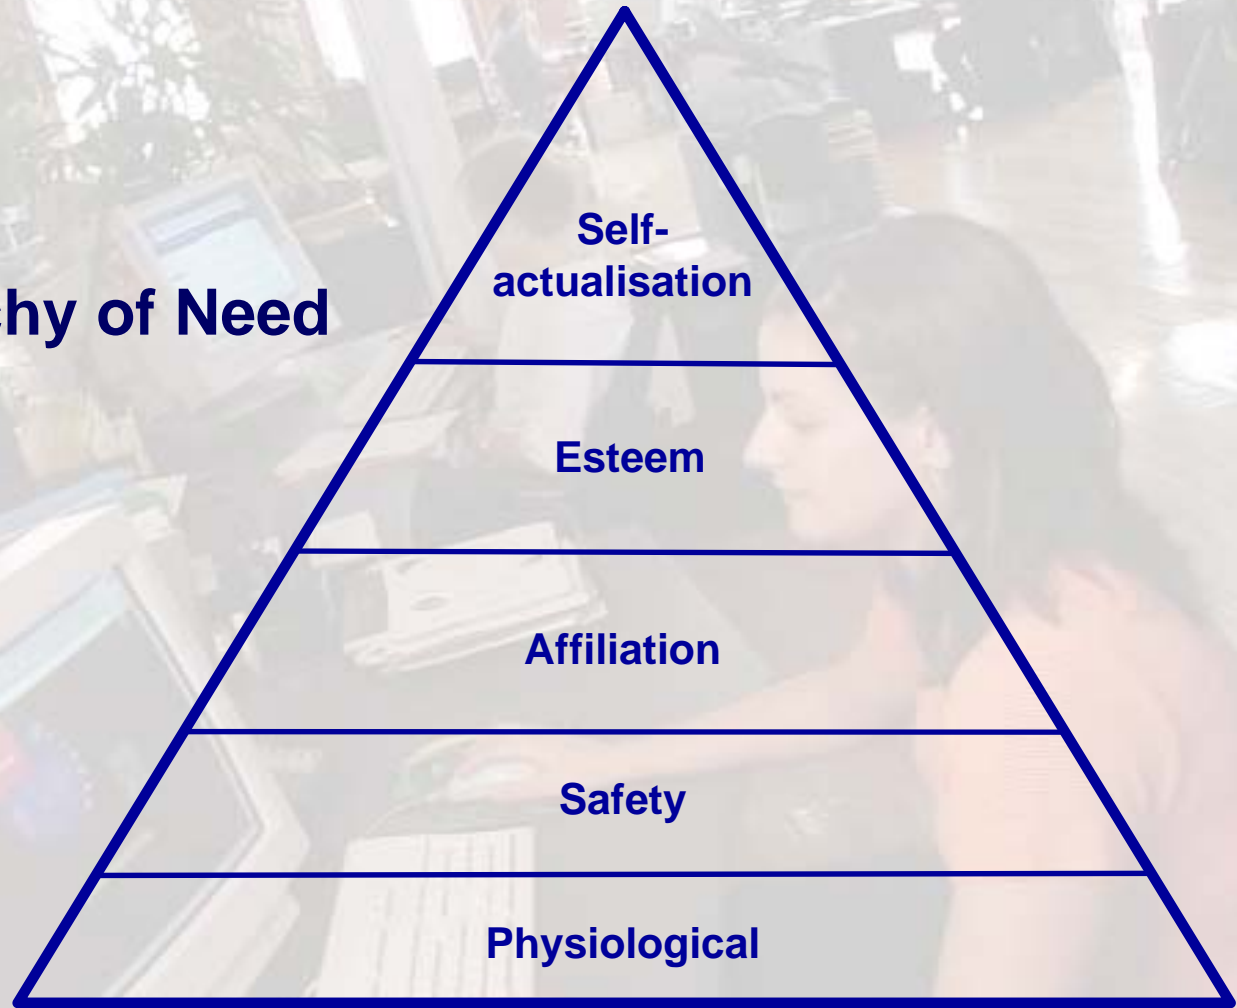 Self-
actualisation
chy of Need
Esteem
Affiliation
Safety
Physiological